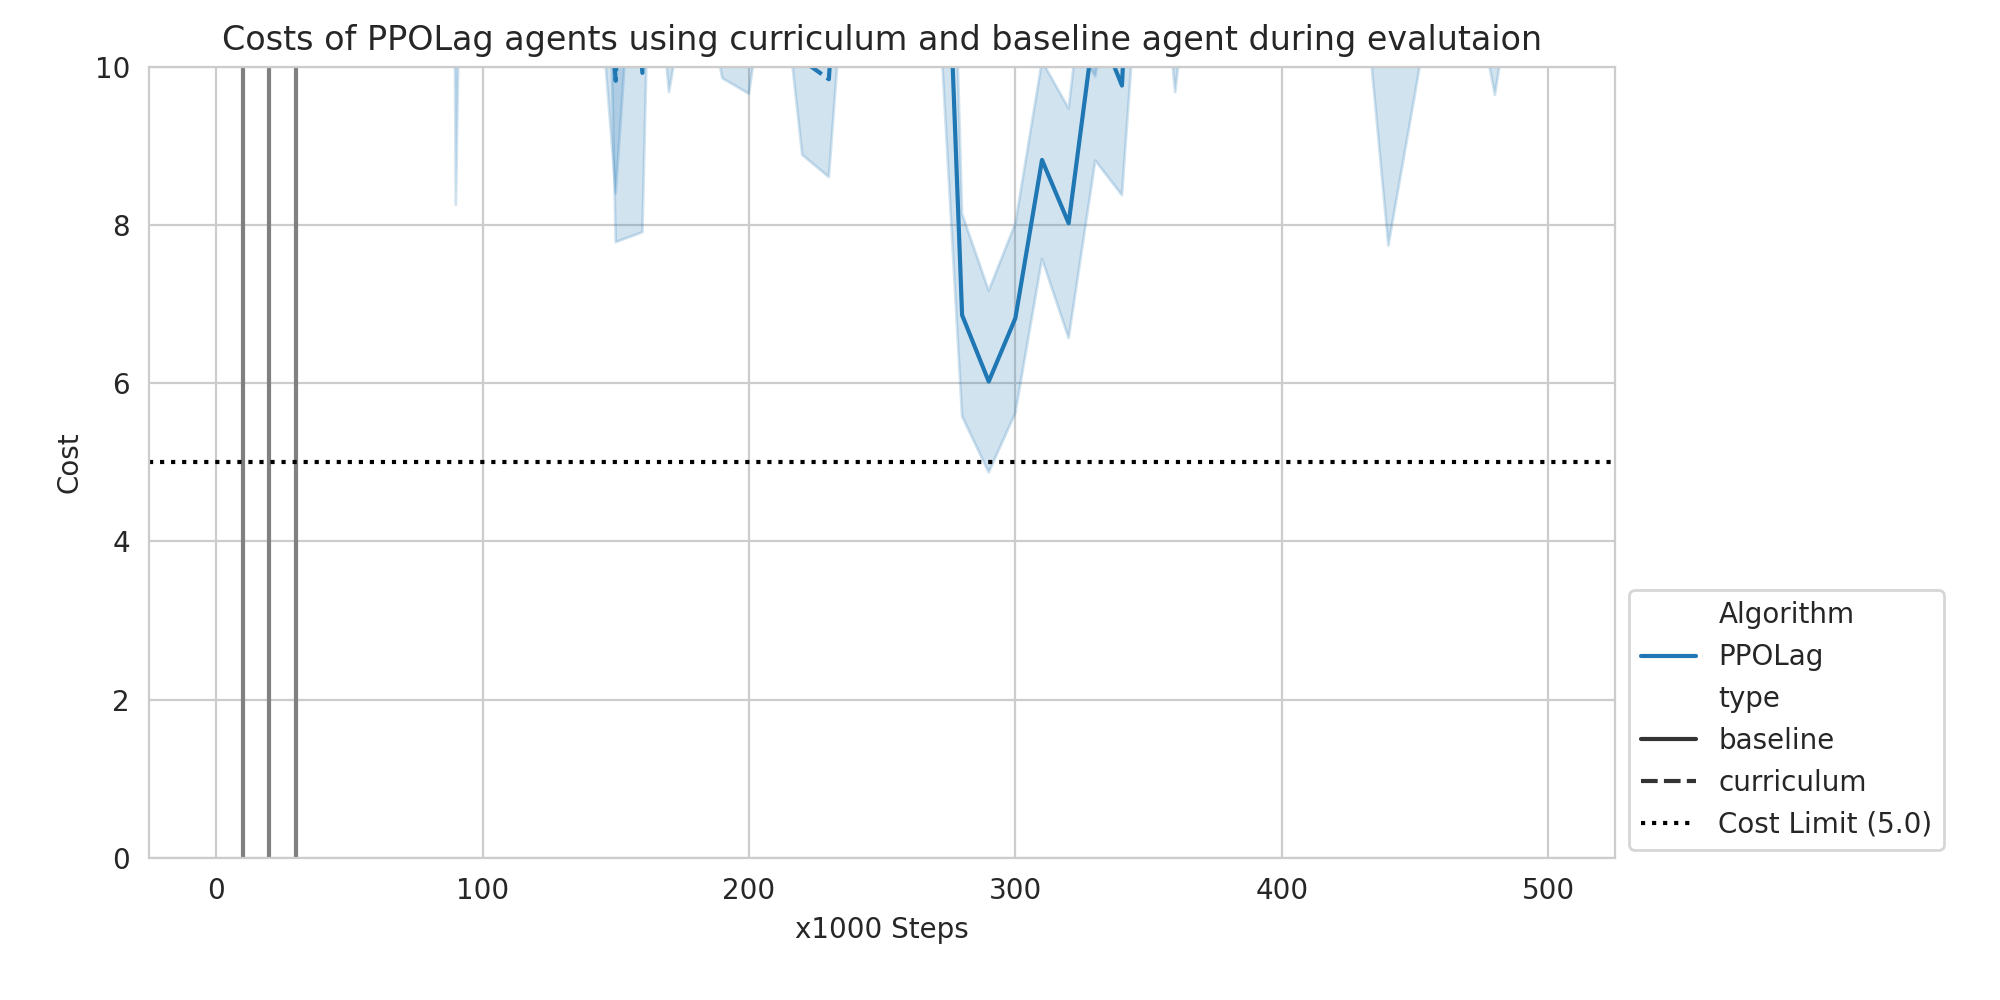 Costs of PPOLag agents using curriculum and baseline agent during evalutaion
10
8
6
4
2
0
Cost
0 100 200 300 400 500
x1000 Steps
Algorithm
PPOLag
type
baseline
curriculum
Cost Limit (5.0)